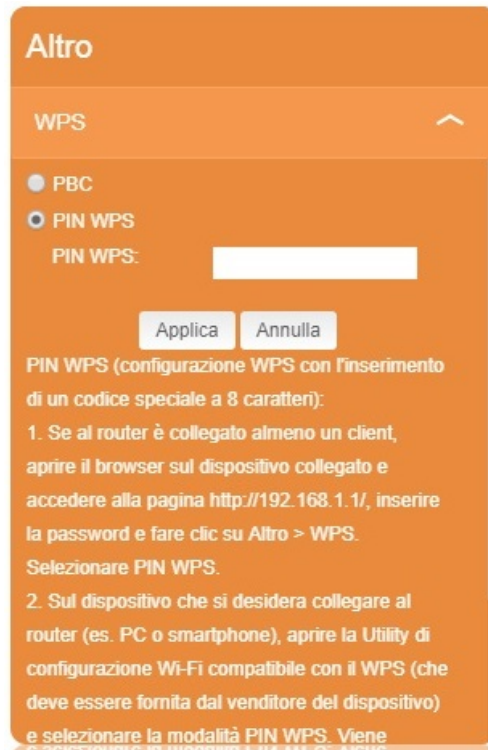 Altro
WPS
PBC
PIN WPS
PIN WPS:
Applica Annulla
PIN WPS (configurazione WPS con l'inserimento
di un codice speciale a 8 caratteri):
1. Se al router è collegato almeno un client,
aprire il browser sul dispositivo collegato e
accedere alla pagina http://192.168.1.1/, inserire
la password e fare clic su Altro > WPS.
Selezionare PIN WPS.
2. Sul dispositivo che si desidera collegare al
router (es. PC o smartphone), aprire la Utility di
configurazione Wi-Fi compatibile con il WPS (che
deve essere fornita dal venditore del dispositivo)
e selezionare la modalità PIN WPS. Viene